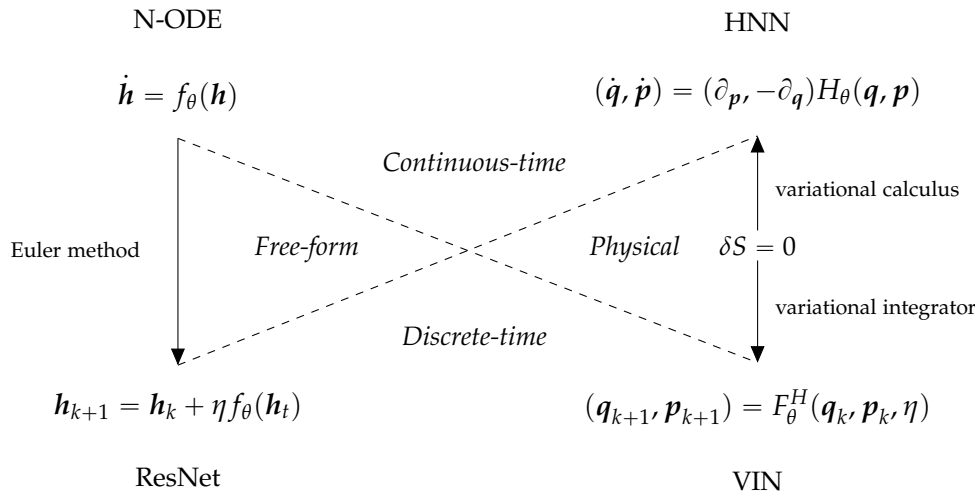 N-ODE
HNN
ḣ = f_θ(h)
(q̇, ṗ) = (∂_p, −∂_q)H_θ(q, p)
Continuous-time
variational calculus
Euler method
Free-form
Physical
δS = 0
variational integrator
Discrete-time
h_{k+1} = h_k + η f_θ(h_t)
(q_{k+1}, p_{k+1}) = F_θ^H(q_k, p_k, η)
ResNet
VIN